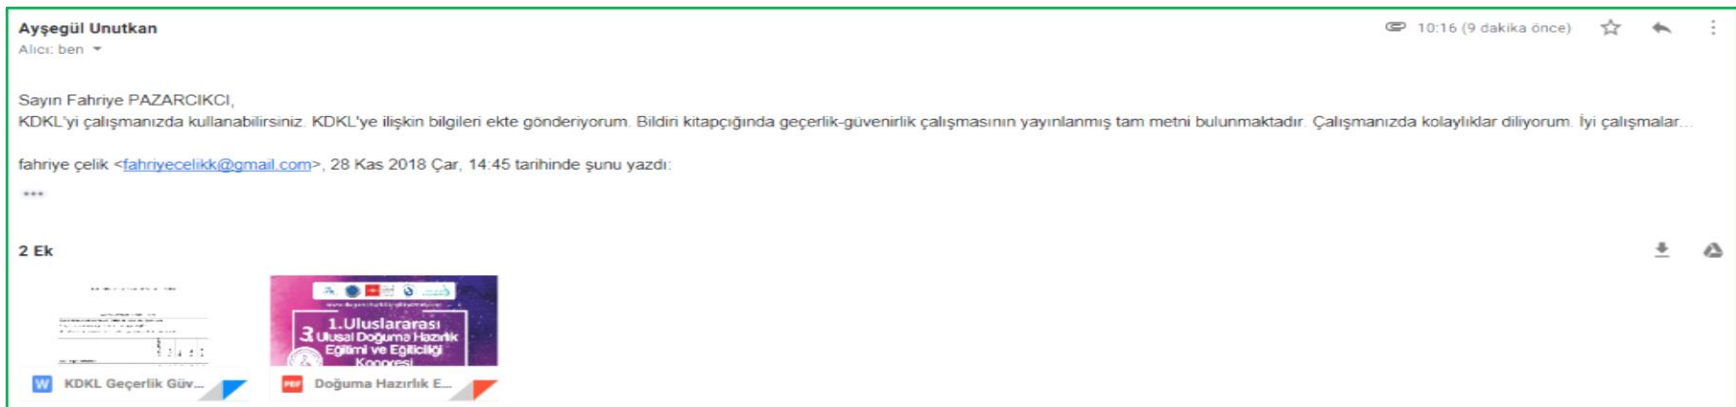 Ayşegül Unutkan
10:16 (9 dakika önce)
Alıcı: ben
Sayın Fahriye PAZARCIKCI,
KDKL'yi çalışmanızda kullanabilirsiniz. KDKL'ye ilişkin bilgileri ekte gönderiyorum. Bildiri kitapçığında geçerlik-güvenirlik çalışmasının yayınlanmış tam metni bulunmaktadır. Çalışmanızda kolaylıklar diliyorum. İyi çalışmalar...
fahriye çelik <fahriyecelikk@gmail.com>, 28 Kas 2018 Çar, 14:45 tarihinde şunu yazdı:
2 Ek
1.Uluslararası
3. Ulusal Doğuma Hazırlık
Eğitimi ve Eğiticiliği
Kongresi
W KDKL Geçerlik Güv...
PDF Doğuma Hazırlık E...